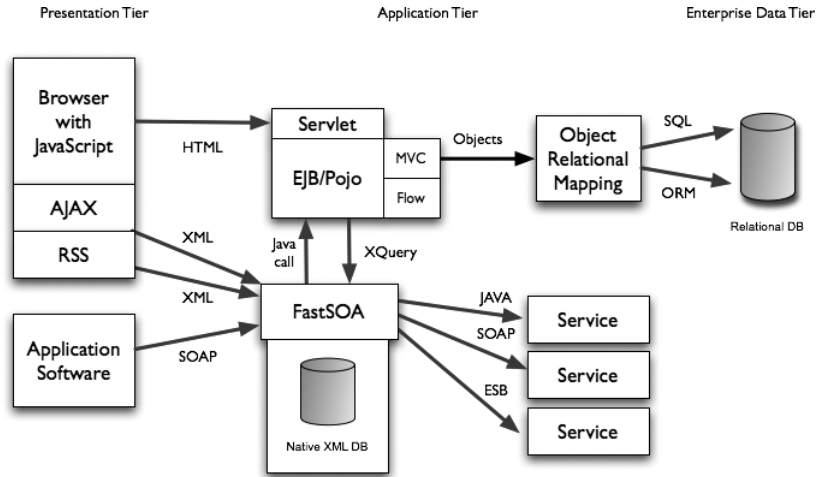 Presentation Tier
Application Tier
Enterprise Data Tier
Browser
with
JavaScript
AJAX
RSS
HTML
Servlet
EJB/Pojo
MVC
Flow
Objects
Object
Relational
Mapping
SQL
ORM
Relational DB
XML
XML
Java
call
XQuery
Application
Software
SOAP
FastSOA
Native XML DB
JAVA
SOAP
ESB
Service
Service
Service